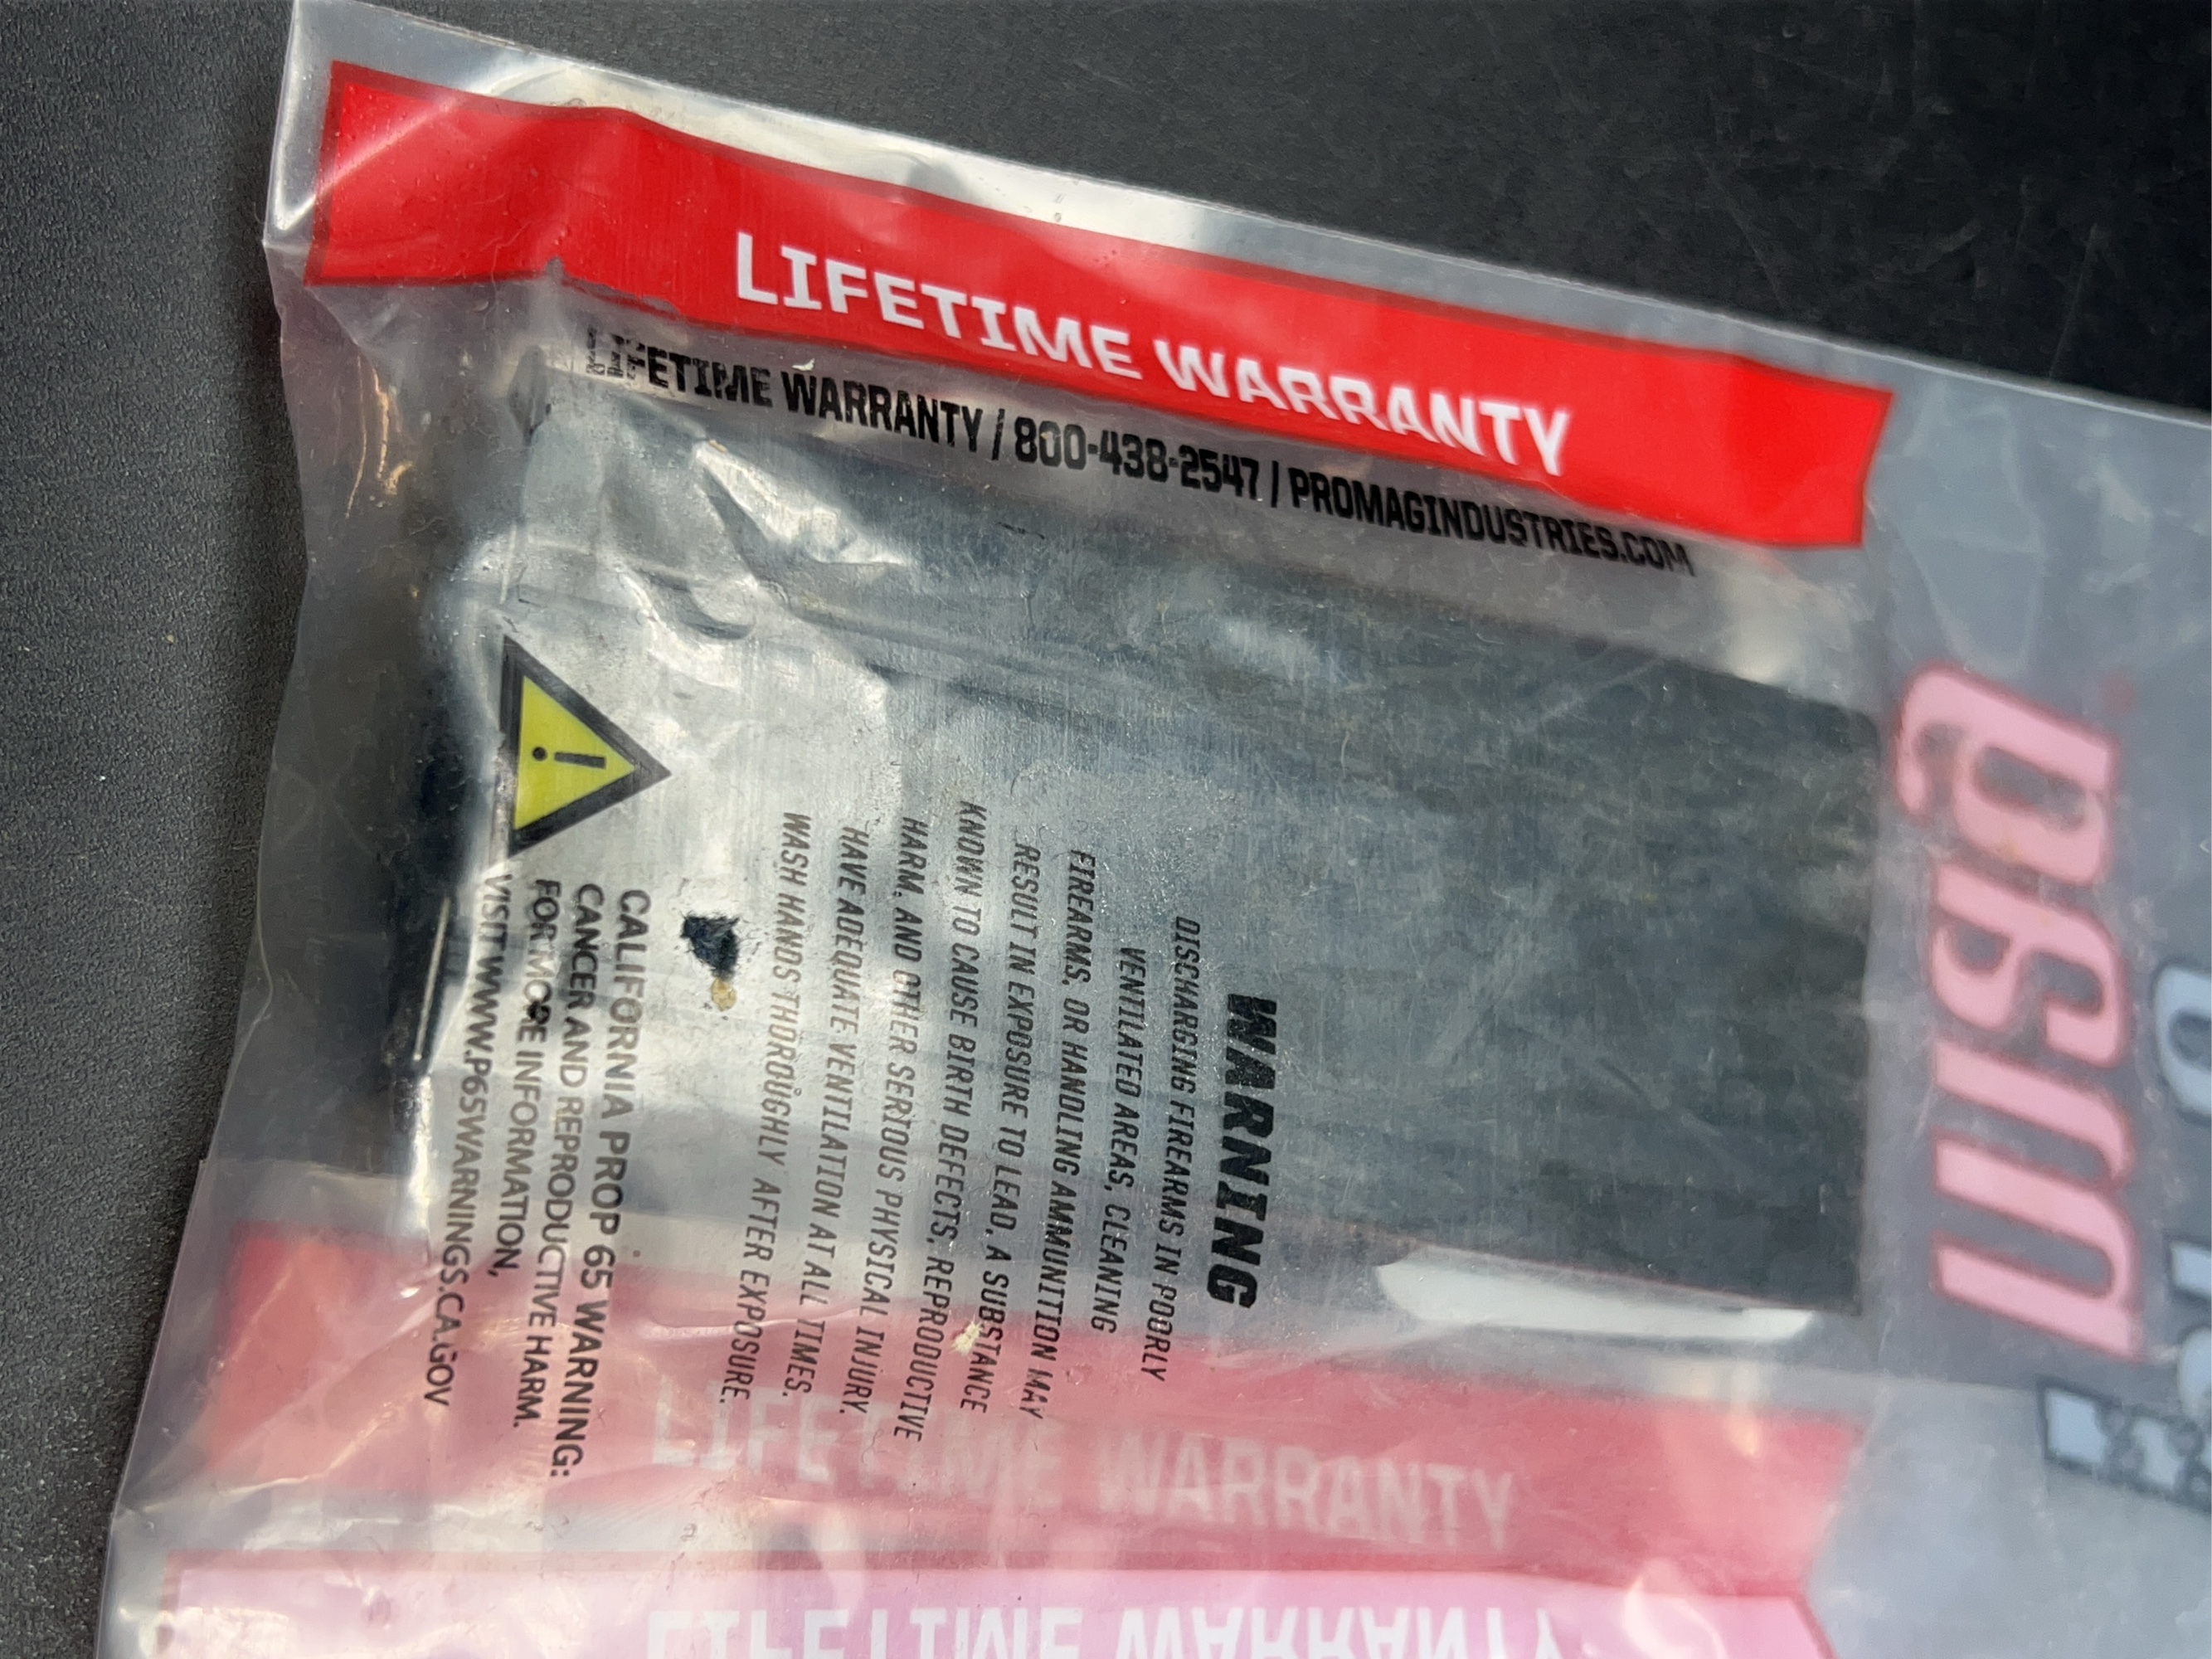 LIFETIME WARRANTY
LIFETIME WARRANTY / 800-438-2547 / PROMAGINDUSTRIES.COM
WARNING
DISCHARGING FIREARMS IN POORLY
VENTILATED AREAS, CLEANING
FIREARMS, OR HANDLING AMMUNITION MAY
RESULT IN EXPOSURE TO LEAD, A SUBSTANCE
KNOWN TO CAUSE BIRTH DEFECTS, REPRODUCTIVE
HARM, AND OTHER SERIOUS PHYSICAL INJURY.
HAVE ADEQUATE VENTILATION AT ALL TIMES.
WASH HANDS THOROUGHLY AFTER EXPOSURE.
CALIFORNIA PROP 65 WARNING:
CANCER AND REPRODUCTIVE HARM.
FOR MORE INFORMATION,
VISIT WWW.P65WARNINGS.CA.GOV
LIFETIME WARRANTY
LIFETIME WARRANTY
USA